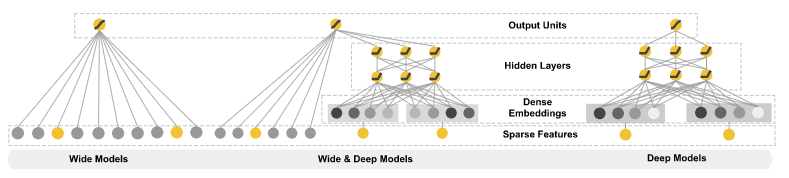 Output Units
Hidden Layers
Dense
Embeddings
Sparse Features
Wide Models
Wide & Deep Models
Deep Models